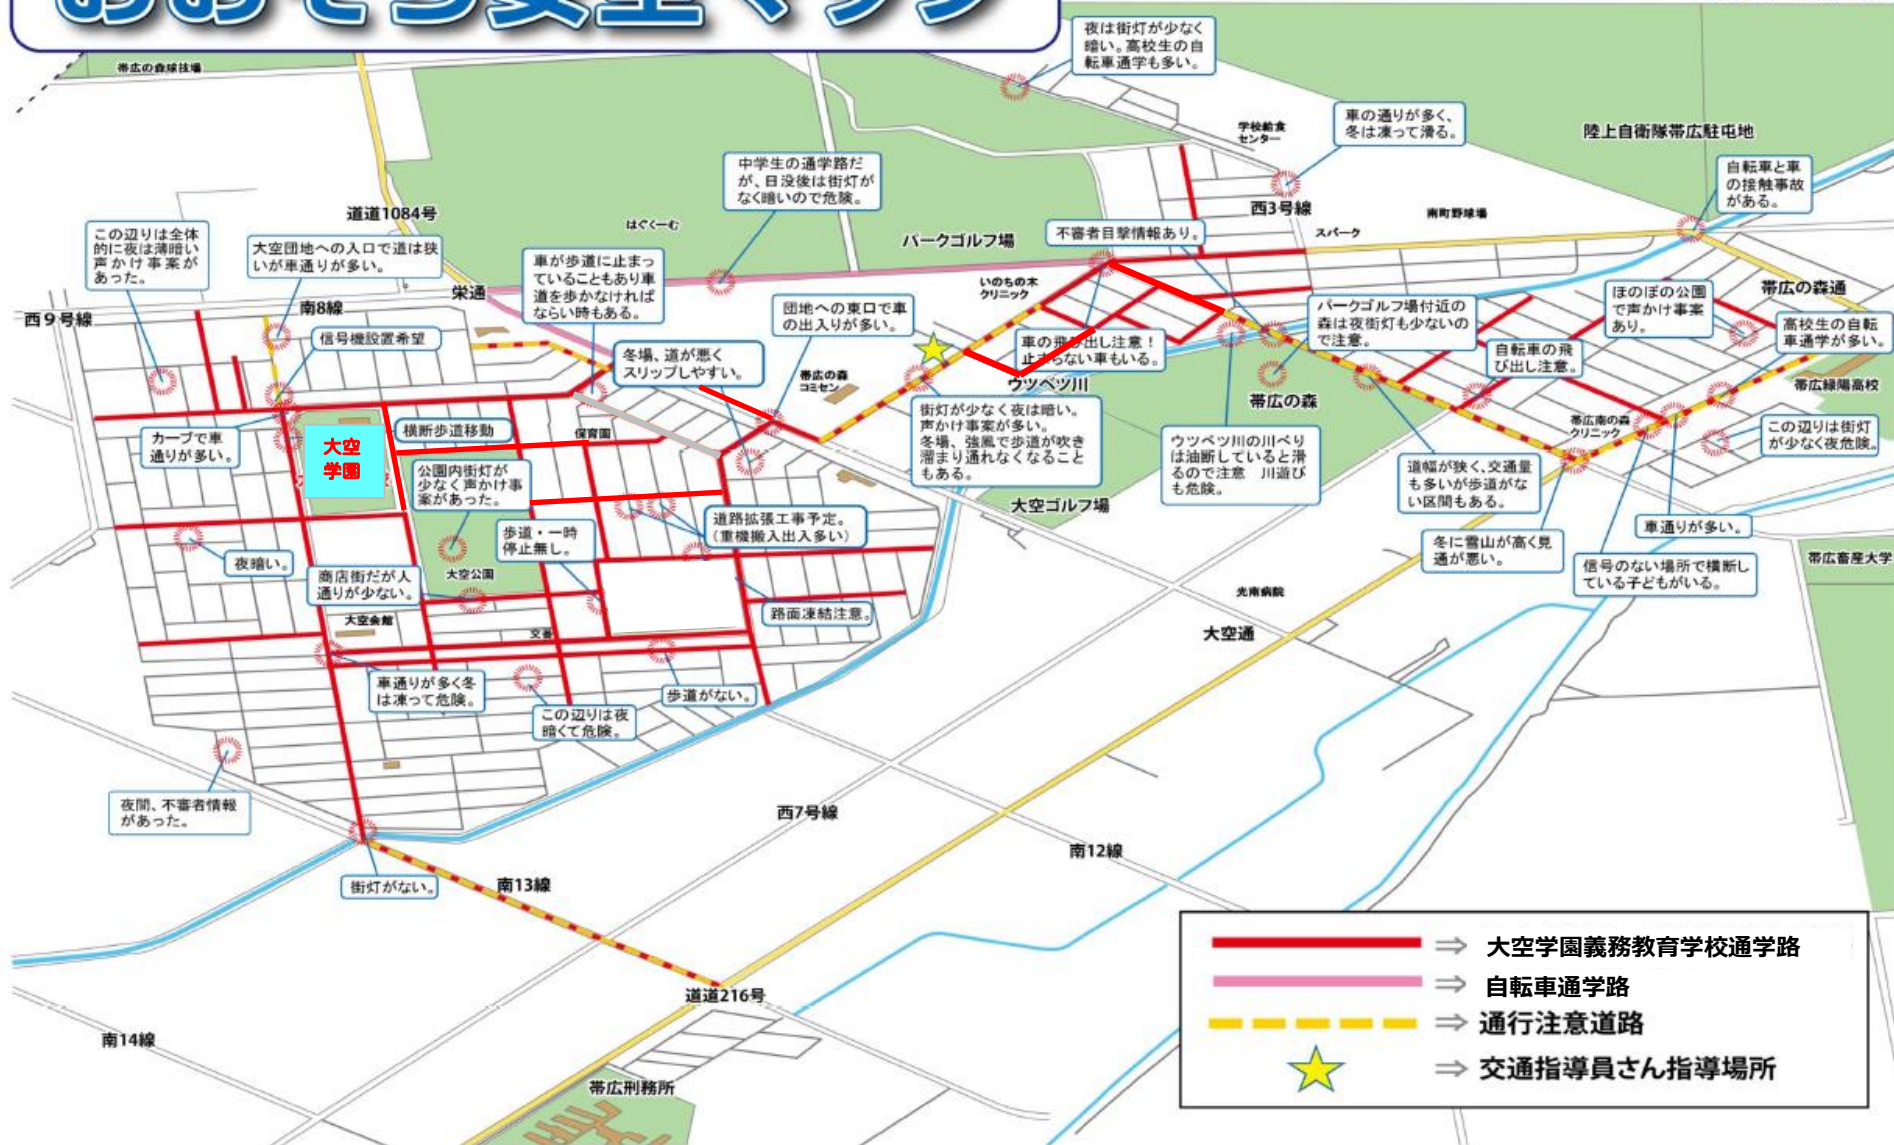 おおぞら安全マップ
夜は街灯が少なく
暗い。高校生の自
転車通学も多い。
帯広の森球技場
学校給食
センター
車の通りが多く、
冬は凍って滑る。
陸上自衛隊帯広駐屯地
自転車と車
の接触事故
がある。
中学生の通学路だ
が、日没後は街灯が
なく暗いので危険。
道道1084号
はぐくーむ
パークゴルフ場
西3号線
南町野球場
スパーク
不審者目撃情報あり。
この辺りは全体
的に夜は薄暗い
声かけ事案が
あった。
大空団地への入口で道は狭
いが車通りが多い。
車が歩道に止まっ
ていることもあり車
道を歩かなければ
ならい時もある。
栄通
南8線
西9号線
信号機設置希望
団地への東口で車
の出入りが多い。
いのちの木
クリニック
パークゴルフ場付近の
森は夜街灯も少ないの
で注意。
ほのぼの公園
で声かけ事案
あり。
帯広の森通
高校生の自転
車通学が多い。
冬場、道が悪く
スリップしやすい。
帯広の森
コミセン
車の飛び出し注意！
止まらない車もいる。
ウツベツ川
自転車の飛
び出し注意。
帯広の森
帯広緑陽高校
カーブで車
通りが多い。
大空
学園
横断歩道移動
保育園
街灯が少なく夜は暗い。
声かけ事案が多い。
冬場、強風で歩道が吹き
溜まり通れなくなること
もある。
ウツベツ川の川べり
は油断していると滑
るので注意　川遊び
も危険。
帯広南の森
クリニック
この辺りは街灯
が少なく夜危険。
公園内街灯が
少なく声かけ事
案があった。
道幅が狭く、交通量
も多いが歩道がな
い区間もある。
大空ゴルフ場
道路拡張工事予定。
（重機搬入出入多い）
歩道・一時
停止無し。
車通りが多い。
冬に雪山が高く見
通が悪い。
信号のない場所で横断し
ている子どもがいる。
帯広畜産大学
夜暗い。
商店街だが人
通りが少ない。
大空公園
路面凍結注意。
光南病院
大空会館
交番
大空通
車通りが多く冬
は凍って危険。
歩道がない。
この辺りは夜
暗くて危険。
夜間、不審者情報
があった。
西7号線
南12線
街灯がない。
南13線
道道216号
南14線
帯広刑務所
⇒ 大空学園義務教育学校通学路
⇒ 自転車通学路
⇒ 通行注意道路
⇒ 交通指導員さん指導場所